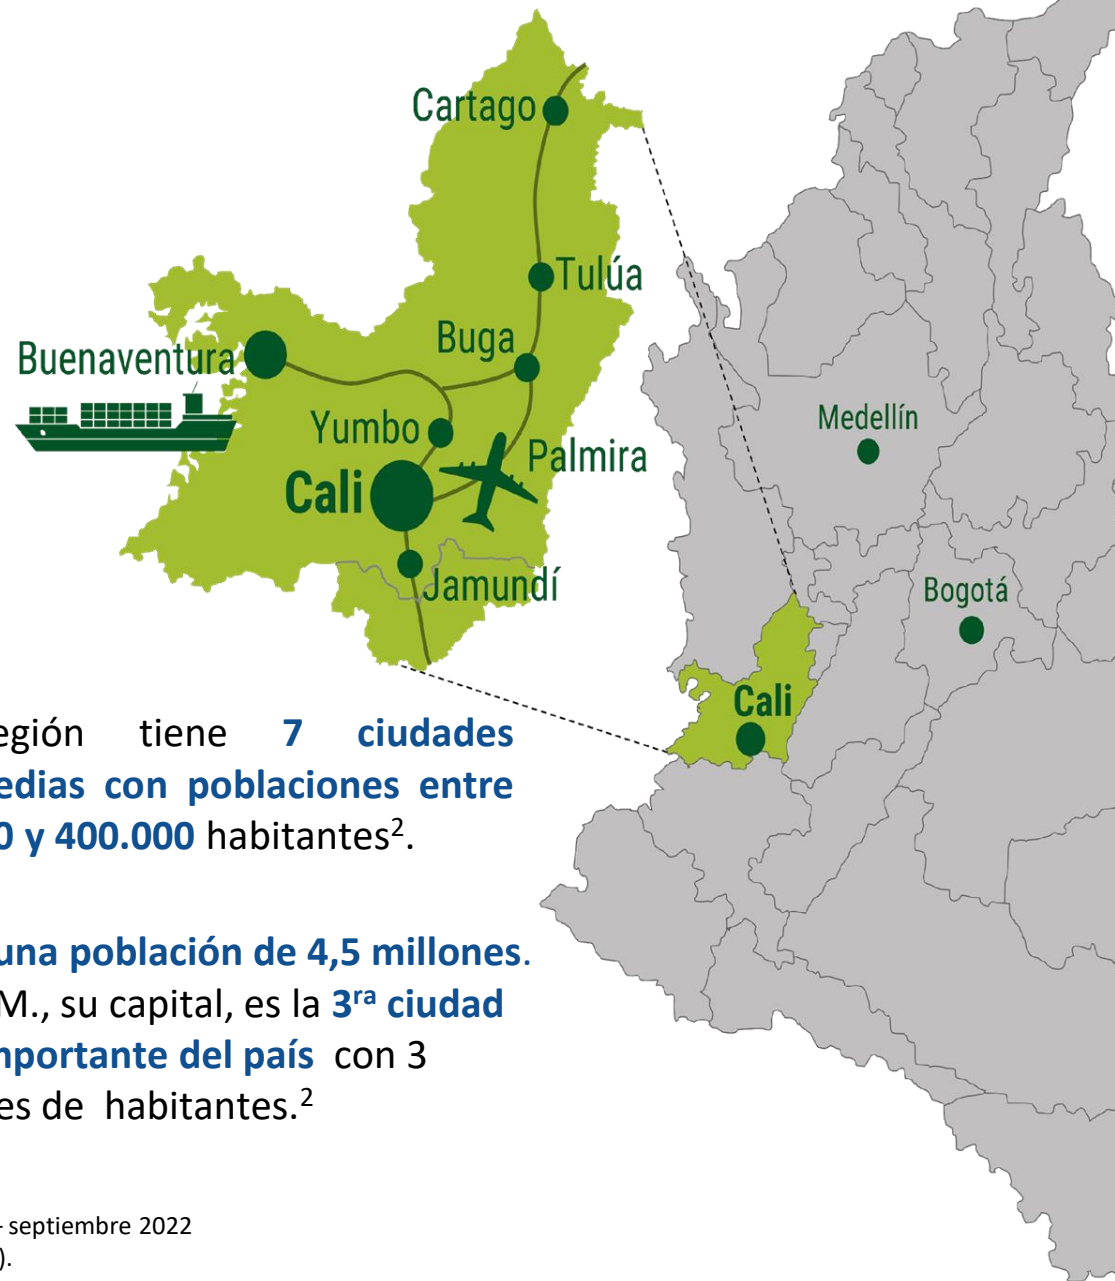 Cartago
Tulúa
Buga
Buenaventura
Yumbo
Palmira
Cali
Jamundí
Medellín
Bogotá
Cali
egión tiene 7 ciudades
edias con poblaciones entre
0 y 400.000 habitantes².
una población de 4,5 millones.
M., su capital, es la 3ʳᵃ ciudad
mportante del país con 3
es de habitantes.²
- septiembre 2022
).